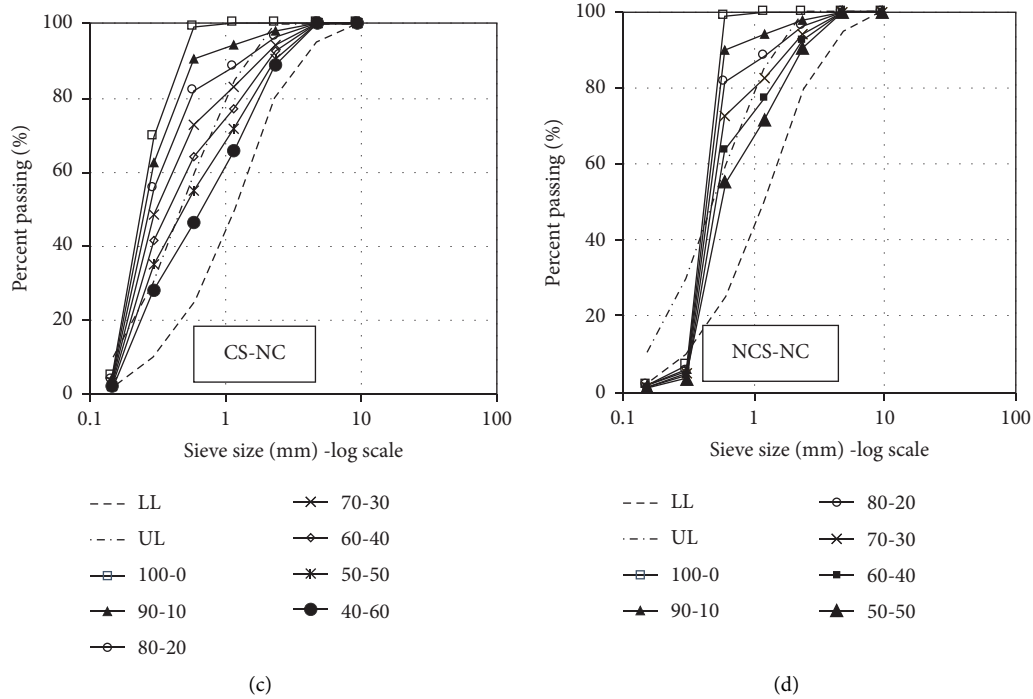 100
80
60
40
20
0
Percent passing (%)
CS-NC
0.1 1 10 100
Sieve size (mm) -log scale
LL
UL
100-0
90-10
80-20
70-30
60-40
50-50
40-60
(c)
100
80
60
40
20
0
Percent passing (%)
NCS-NC
0.1 1 10 100
Sieve size (mm) -log scale
LL
UL
100-0
90-10
80-20
70-30
60-40
50-50
(d)